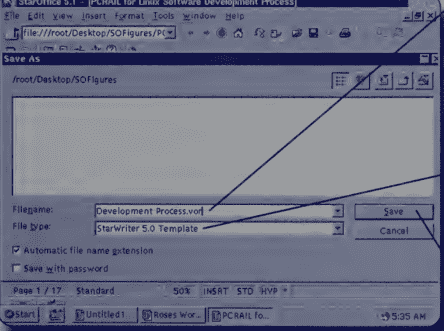 StarOffice 5.1 - [PCRAIL for Linux Software Development Process]
File Edit View Insert Format Tools Window Help
file:///root/Desktop/SOFigures/PC
Save As
/root/Desktop/SOFigures
Filename: Development Process.vor Save
File type: StarWriter 5.0 Template Cancel
Automatic file name extension
Save with password
Page 1 / 17 Standard 50% INSRT STD HYP *
Start Untitled1 Roses Wor... PCRAIL fo... 5:35 AM